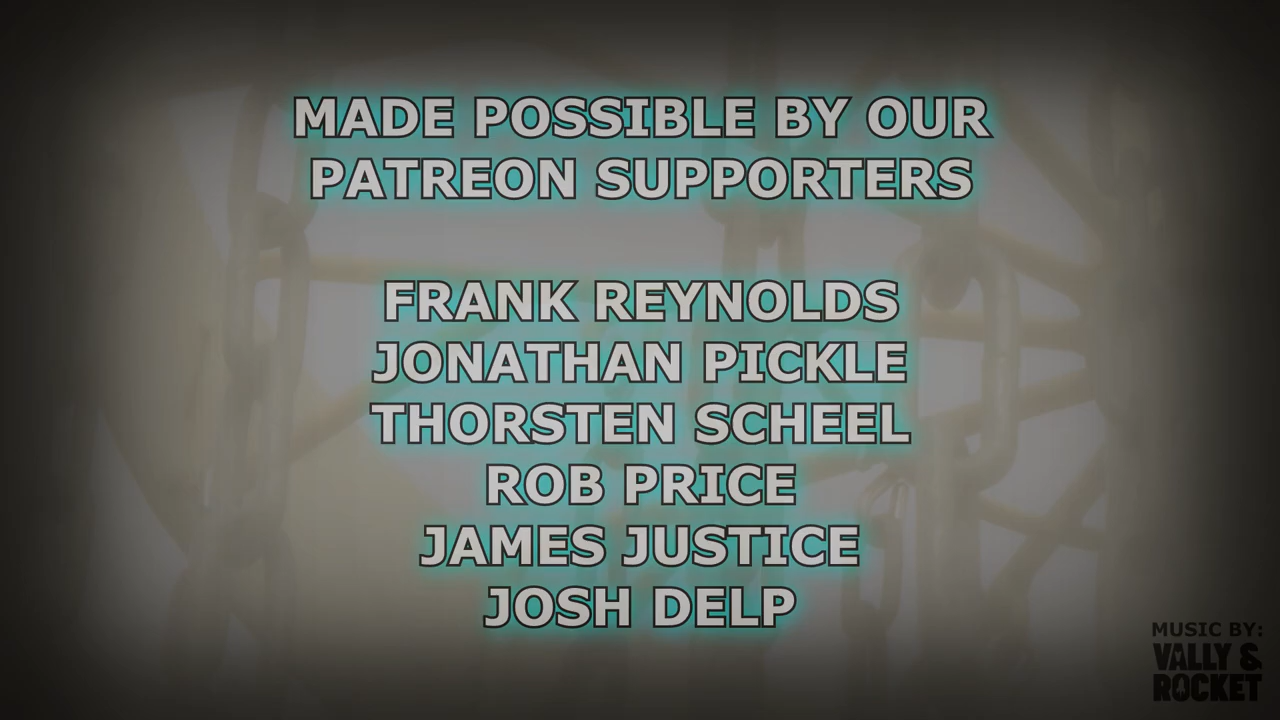 MADE POSSIBLE BY OUR
PATREON SUPPORTERS
FRANK REYNOLDS
JONATHAN PICKLE
THORSTEN SCHEEL
ROB PRICE
JAMES JUSTICE
JOSH DELP
MUSIC BY:
VALLY &
ROCKET